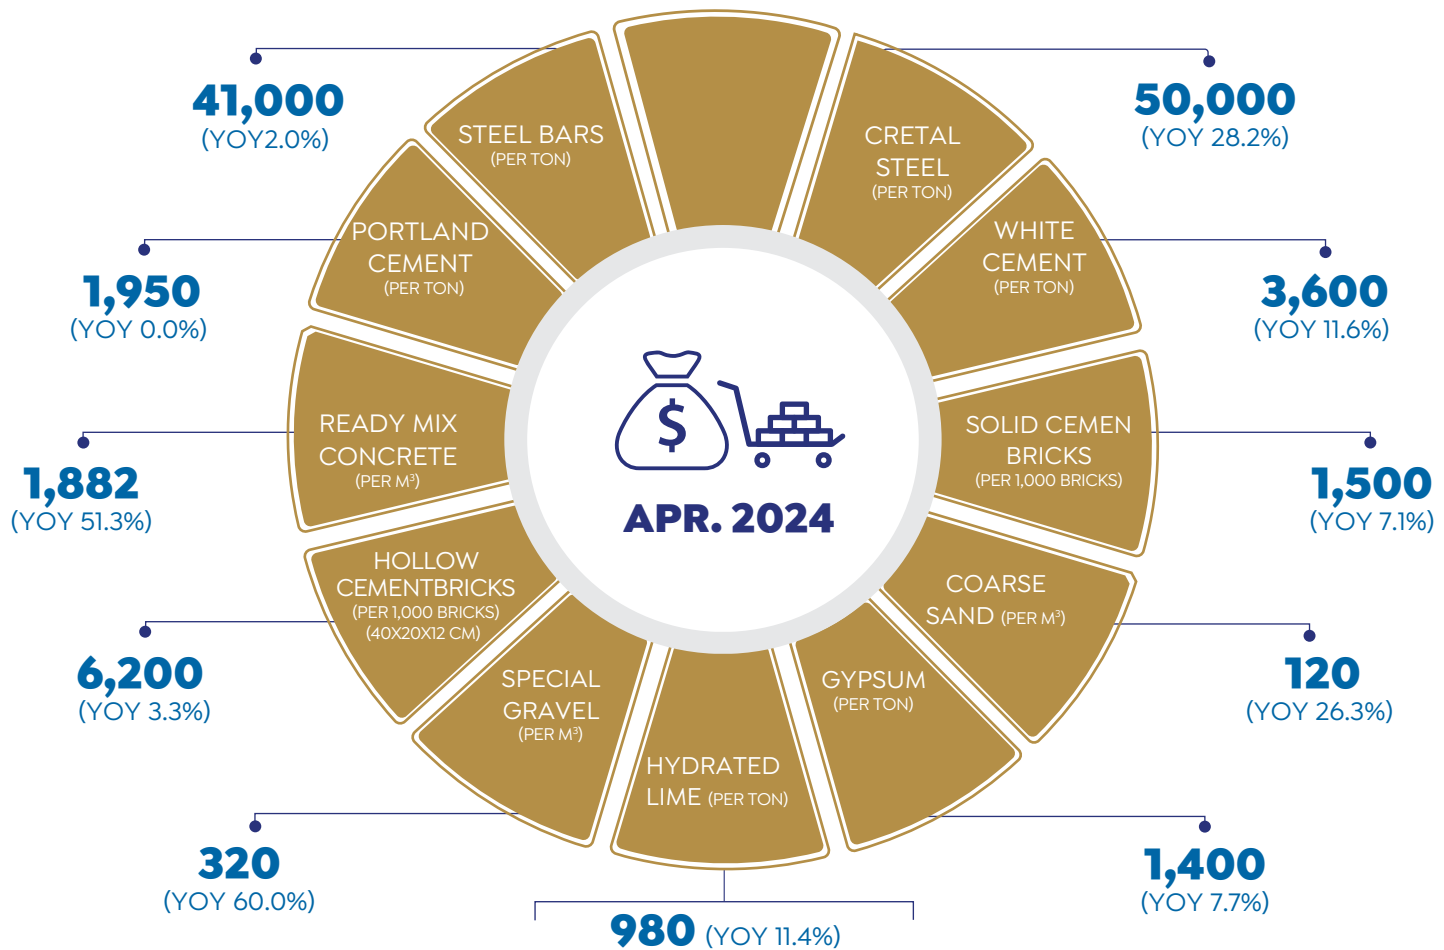 41,000
(YOY2.0%)
STEEL BARS
(PER TON)
CRETAL
STEEL
(PER TON)
50,000
(YOY 28.2%)
PORTLAND
CEMENT
(PER TON)
1,950
(YOY 0.0%)
WHITE
CEMENT
(PER TON)
3,600
(YOY 11.6%)
READY MIX
CONCRETE
(PER M³)
1,882
(YOY 51.3%)
$
APR. 2024
SOLID CEMEN
BRICKS
(PER 1,000 BRICKS)
1,500
(YOY 7.1%)
HOLLOW
CEMENTBRICKS
(PER 1,000 BRICKS)
(40X20X12 CM)
6,200
(YOY 3.3%)
COARSE
SAND (PER M³)
120
(YOY 26.3%)
SPECIAL
GRAVEL
(PER M³)
320
(YOY 60.0%)
GYPSUM
(PER TON)
1,400
(YOY 7.7%)
HYDRATED
LIME (PER TON)
980 (YOY 11.4%)